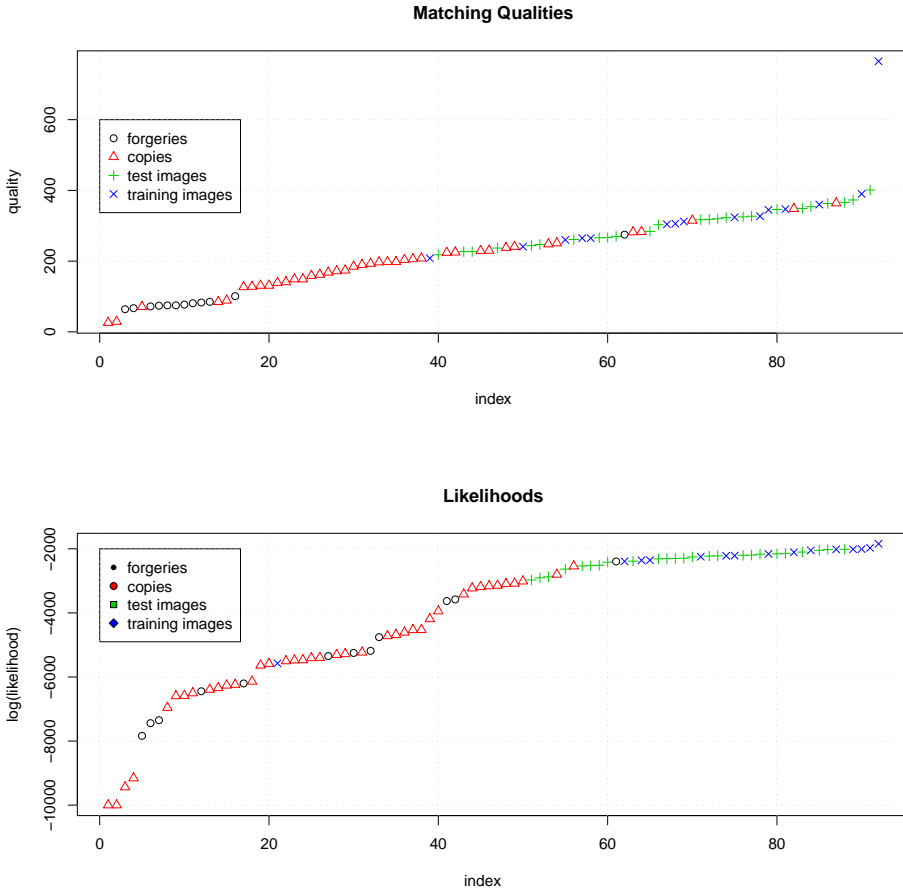 Matching Qualities
quality
600
400
200
0
forgeries
copies
test images
training images
0 20 40 60 80
index
Likelihoods
log(likelihood)
−2000
−4000
−6000
−8000
−10000
forgeries
copies
test images
training images
0 20 40 60 80
index